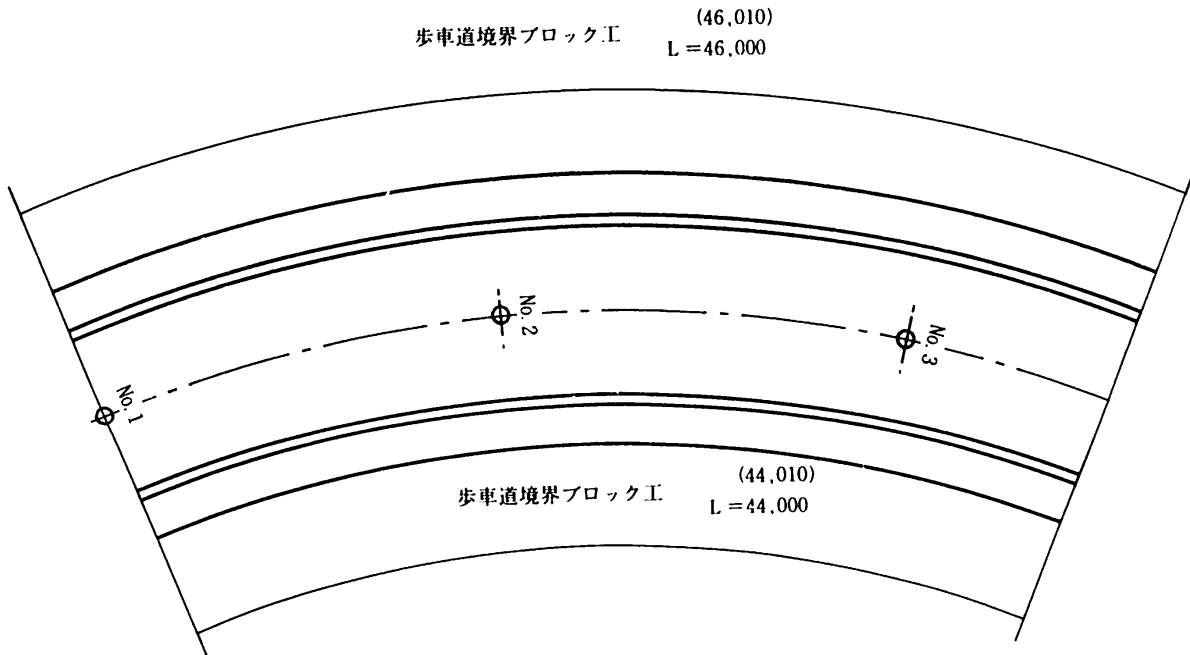 歩車道境界ブロック工 (46,010)
L=46,000
No. 2
No. 3
No. 1
歩車道境界ブロック工 (44,010)
L=44,000